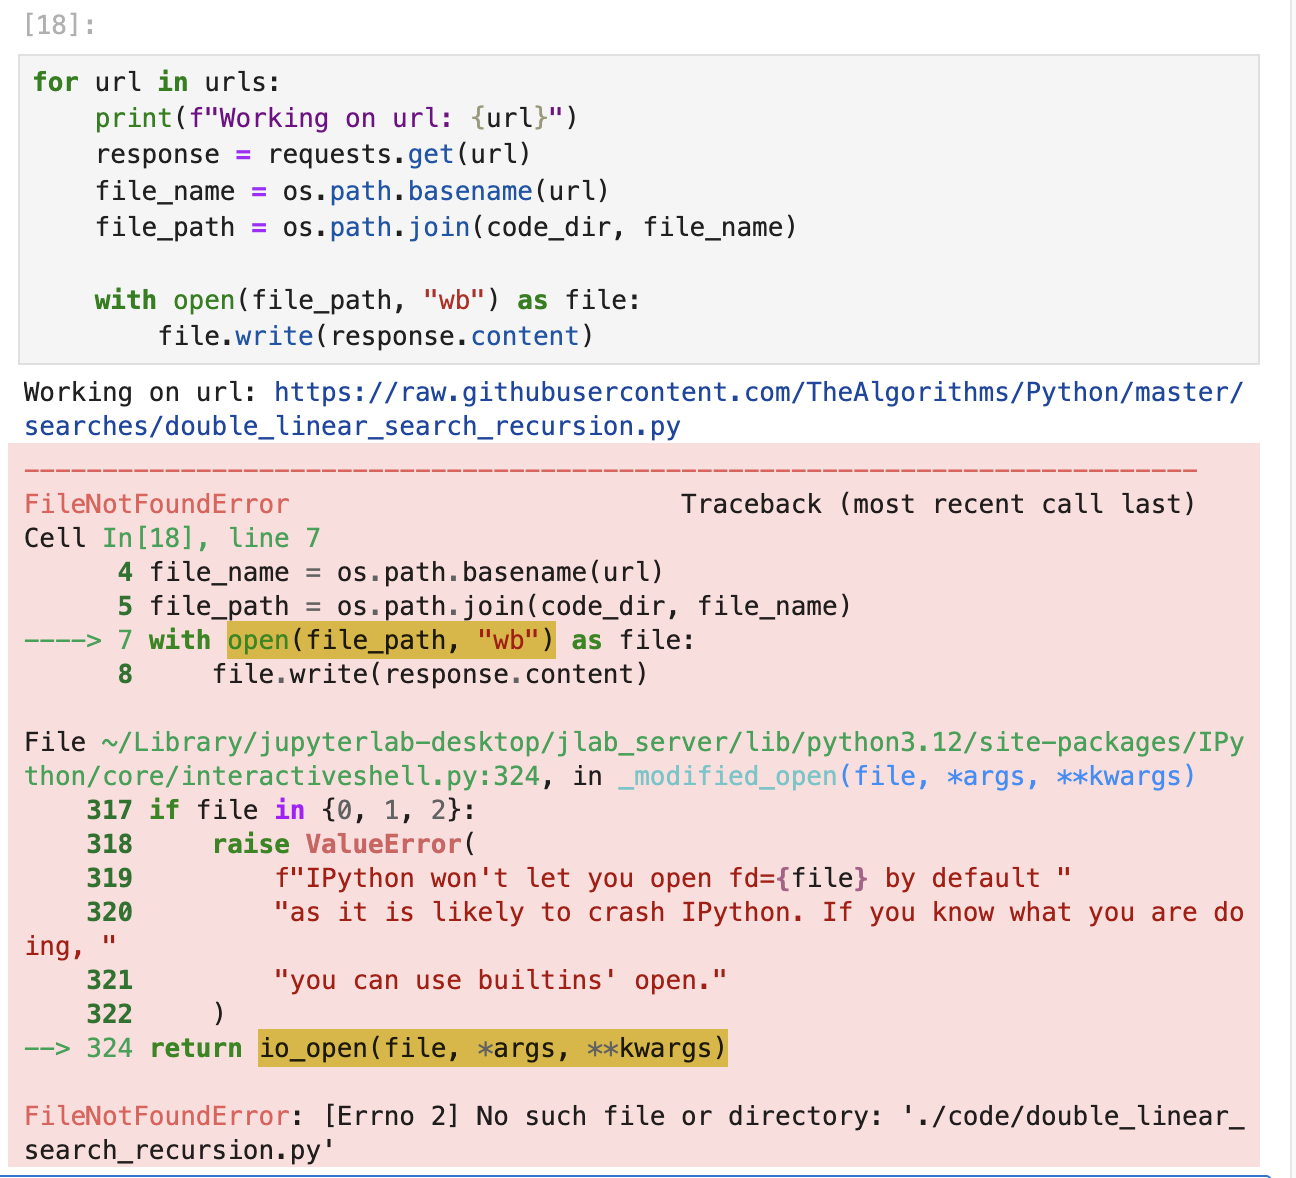 [18]:
for url in urls:
    print(f"Working on url: {url}")
    response = requests.get(url)
    file_name = os.path.basename(url)
    file_path = os.path.join(code_dir, file_name)

    with open(file_path, "wb") as file:
        file.write(response.content)
Working on url: https://raw.githubusercontent.com/TheAlgorithms/Python/master/
searches/double_linear_search_recursion.py
---------------------------------------------------------------------------
FileNotFoundError                         Traceback (most recent call last)
Cell In[18], line 7
      4 file_name = os.path.basename(url)
      5 file_path = os.path.join(code_dir, file_name)
----> 7 with open(file_path, "wb") as file:
      8     file.write(response.content)

File ~/Library/jupyterlab-desktop/jlab_server/lib/python3.12/site-packages/IPy
thon/core/interactiveshell.py:324, in _modified_open(file, *args, **kwargs)
    317 if file in {0, 1, 2}:
    318     raise ValueError(
    319         f"IPython won't let you open fd={file} by default "
    320         "as it is likely to crash IPython. If you know what you are do
ing, "
    321         "you can use builtins' open."
    322     )
--> 324 return io_open(file, *args, **kwargs)

FileNotFoundError: [Errno 2] No such file or directory: './code/double_linear_
search_recursion.py'